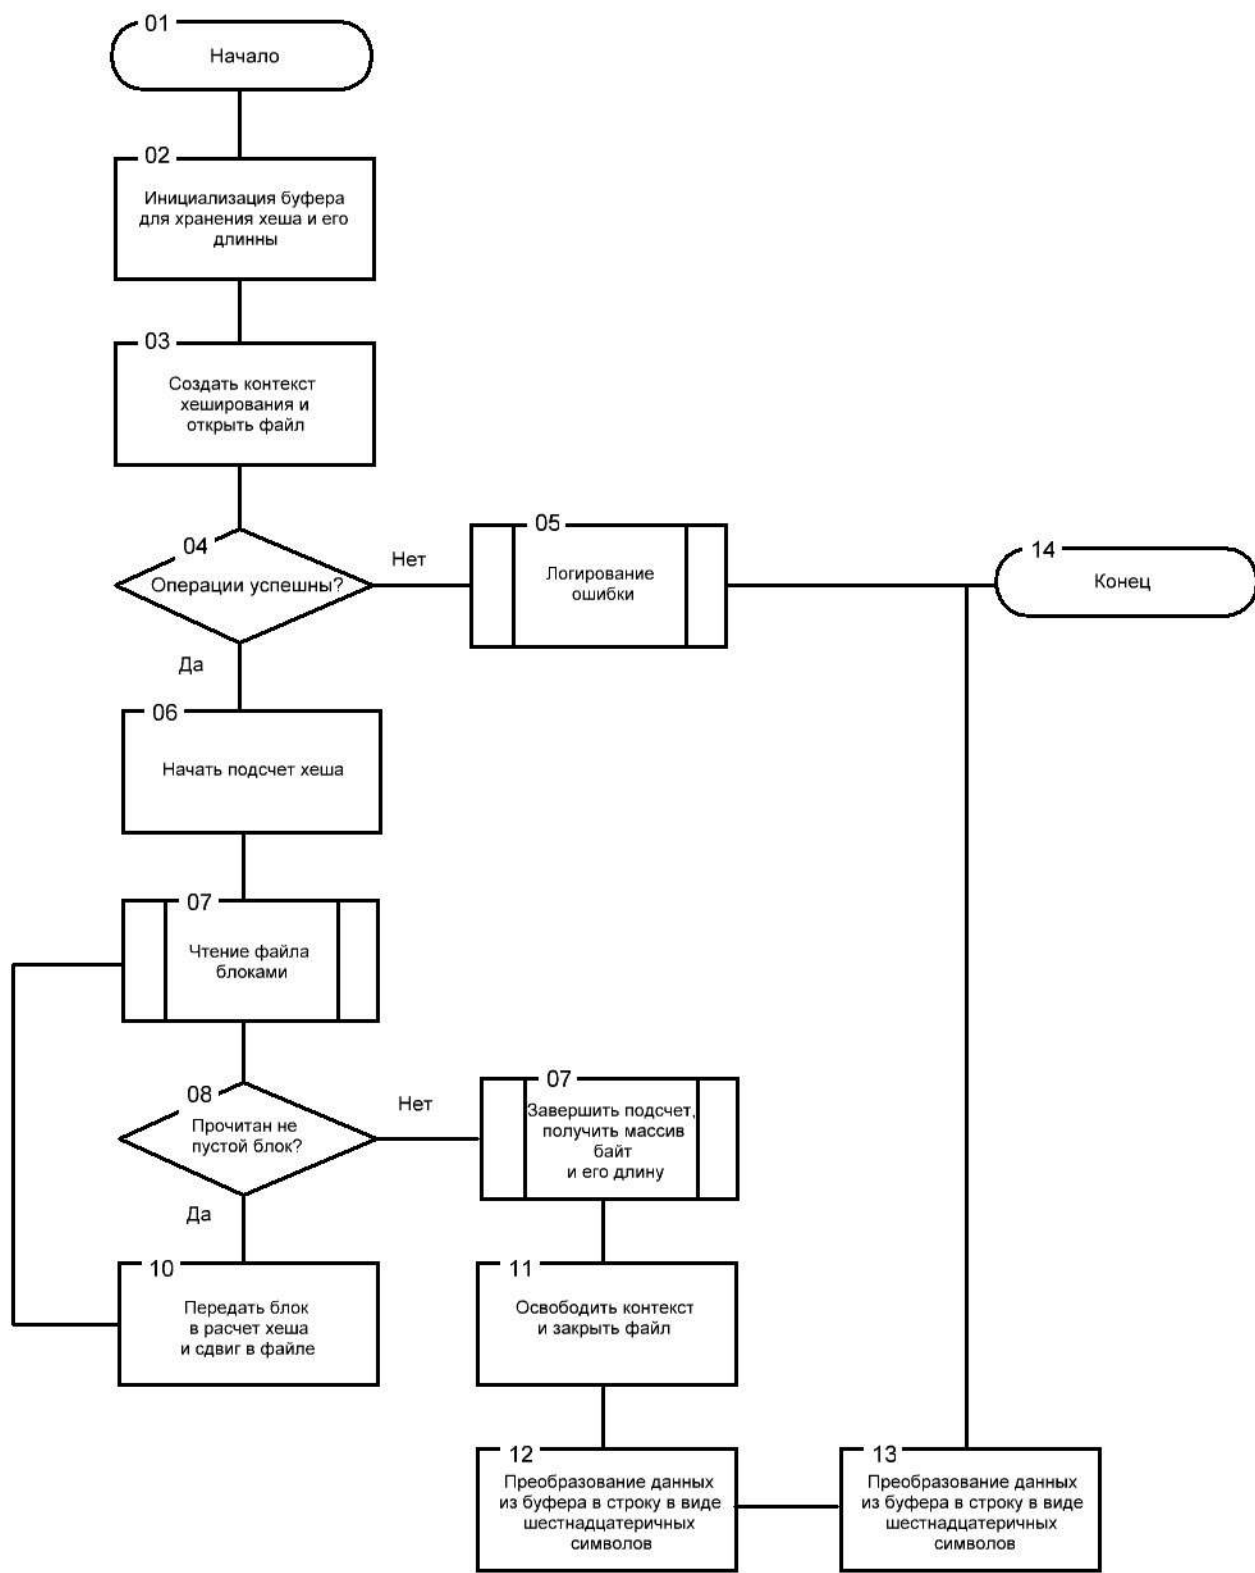 01
Начало
02
Инициализация буфера
для хранения хеша и его
длинны
03
Создать контекст
хеширования и
открыть файл
04
Операции успешны?
Нет
05
Логирование
ошибки
14
Конец
Да
06
Начать подсчет хеша
07
Чтение файла
блоками
08
Прочитан не
пустой блок?
Нет
07
Завершить подсчет,
получить массив
байт
и его длину
Да
10
Передать блок
в расчет хеша
и сдвиг в файле
11
Освободить контекст
и закрыть файл
12
Преобразование данных
из буфера в строку в виде
шестнадцатеричных
символов
13
Преобразование данных
из буфера в строку в виде
шестнадцатеричных
символов